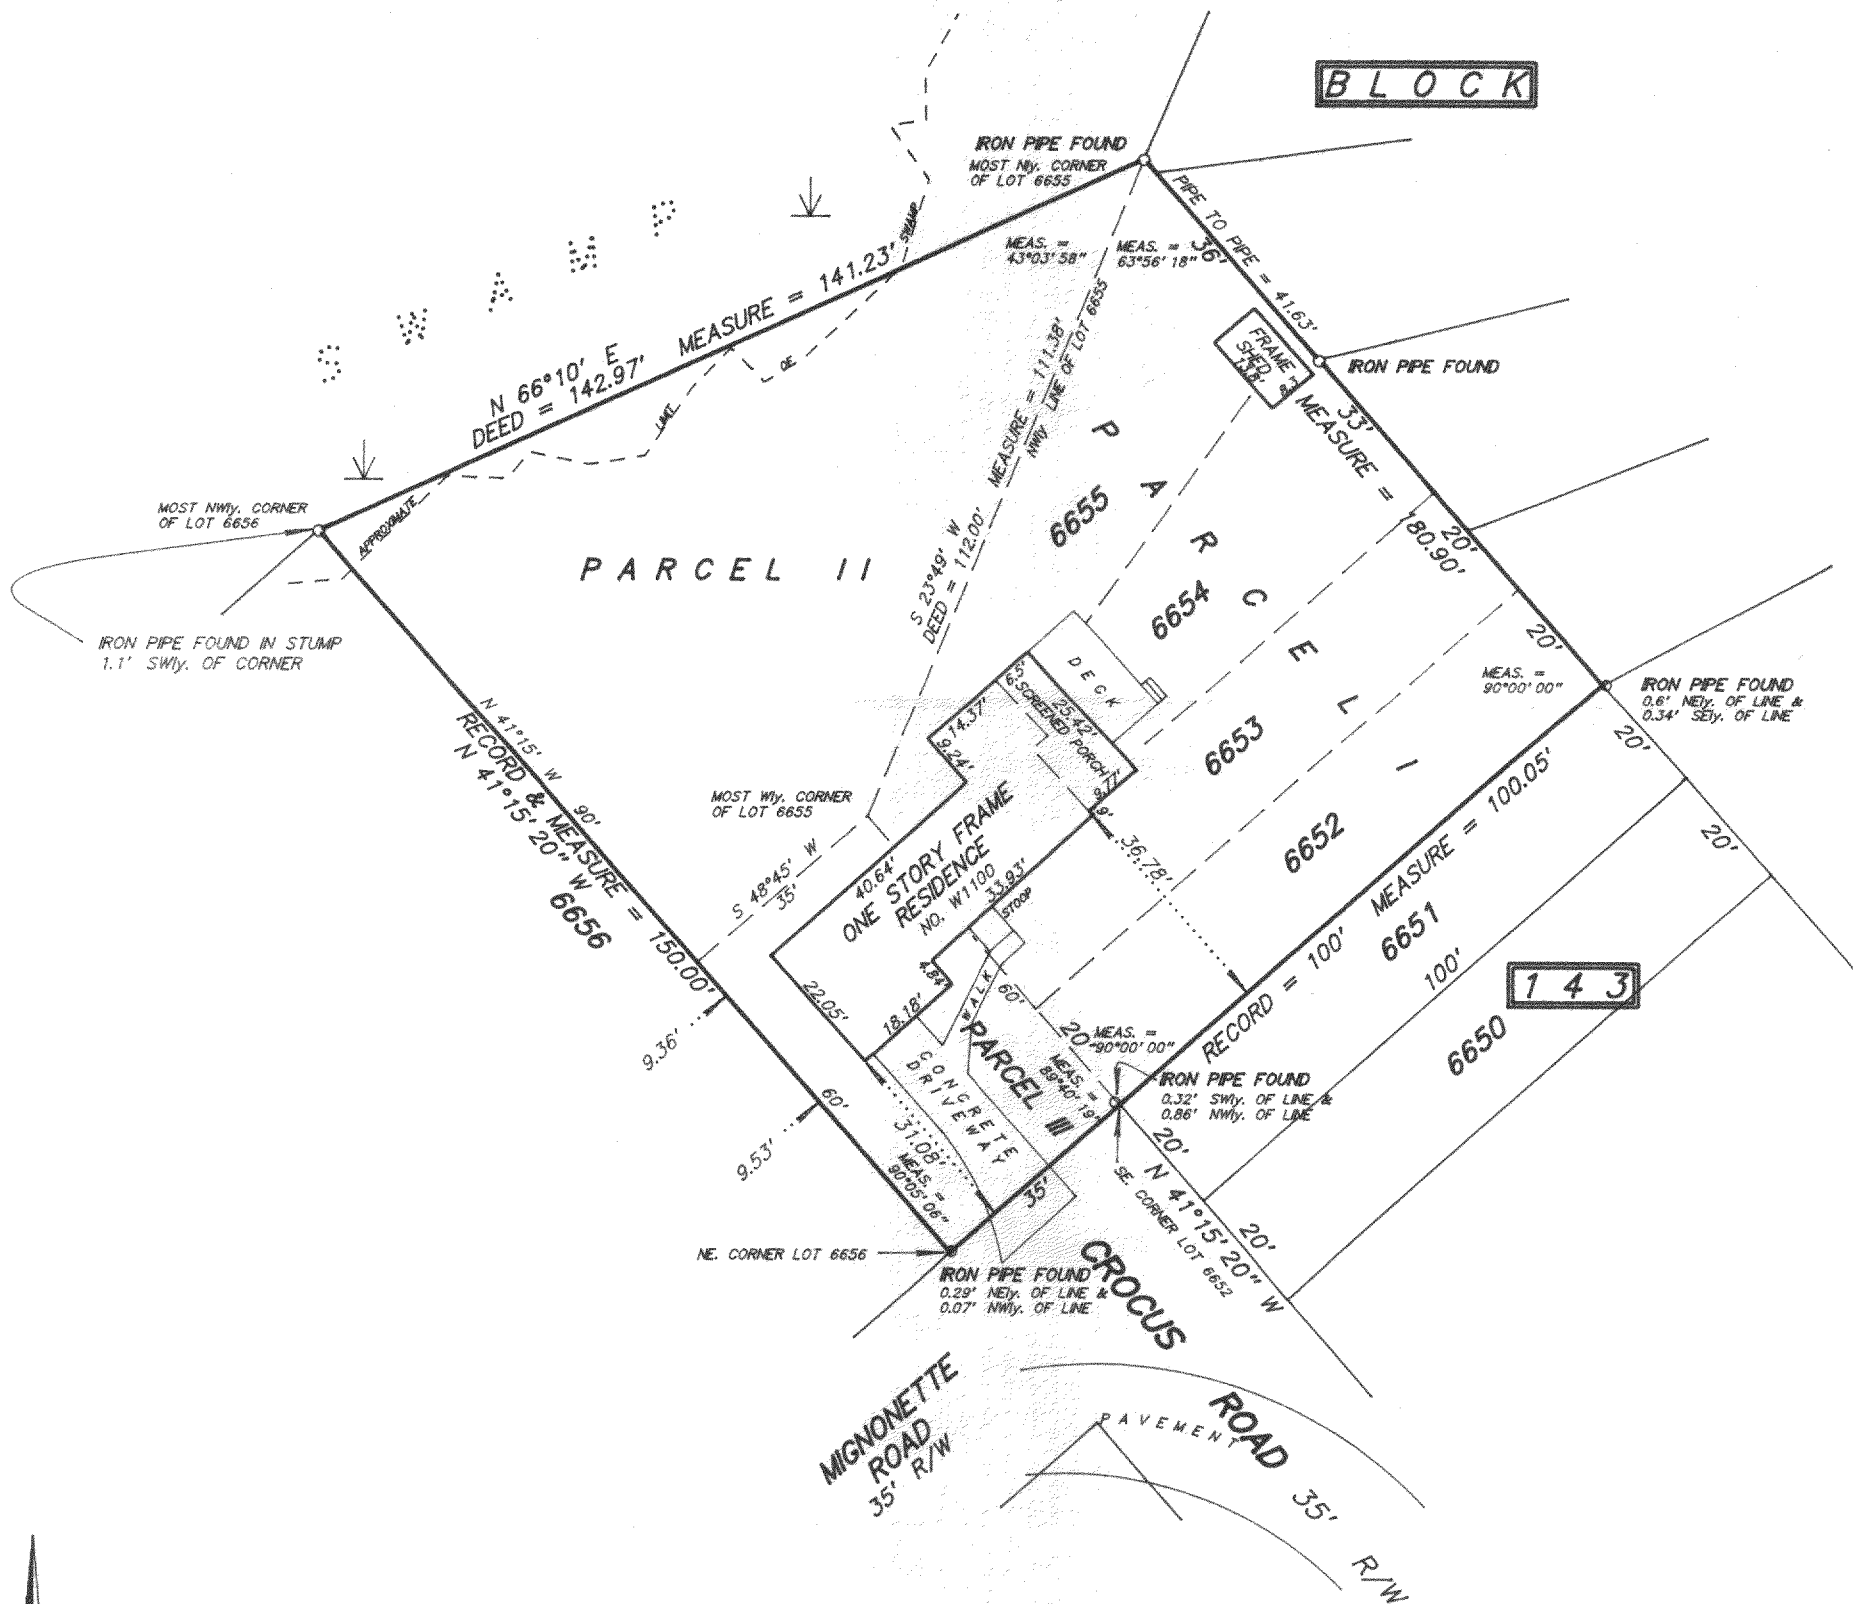 BLOCK
IRON PIPE FOUND
MOST Nly. CORNER
OF LOT 6655
PIPE TO PIPE = 41.63'
36'
MEAS. =
43°03'58"
MEAS. =
63°56'18"
SWAMP
SWAMP
N 66°10' E
DEED = 142.97'
MEASURE = 141.23'
OF
LIMIT
APPROXIMATE
MOST NWly. CORNER
OF LOT 6656
IRON PIPE FOUND IN STUMP
1.1' SWly. OF CORNER
PARCEL II
S 23°49' W
DEED = 112.00'
MEASURE = 111.38'
NWly LINE OF LOT 6655
FRAME
SHED
13.8'
IRON PIPE FOUND
33'
MEASURE = 180.90'
20'
20'
PARCEL I
6655
6654
6653
6652
MEAS. =
90°00'00"
IRON PIPE FOUND
0.6' NEly. OF LINE &
0.34' SEly. OF LINE
20'
20'
DECK
6.5'
SCREENED PORCH
25.42'
14.37'
9.24'
9.77'
9'
36.78'
MOST Wly. CORNER
OF LOT 6655
S 48°45' W
35'
N 41°15' W
90'
RECORD & MEASURE = 150.00'
N 41°15'20" W
6656
40.64'
ONE STORY FRAME
RESIDENCE
NO. W1100
33.93'
STOOP
4.84'
18.18'
22.05'
WALK
60'
20'
PARCEL III
MEAS. =
89°40'19"
MEAS. =
90°00'00"
RECORD = 100'
MEASURE = 100.05'
6651
100'
143
6650
9.36'
60'
9.53'
CONCRETE
DRIVEWAY
31.08'
MEAS. =
90°05'06"
35'
IRON PIPE FOUND
0.32' SWly. OF LINE &
0.86' NWly. OF LINE
SE. CORNER LOT 6652
20'
N 41°15'20" W
20'
NE. CORNER LOT 6656
IRON PIPE FOUND
0.29' NEly. OF LINE &
0.07' NWly. OF LINE
CROCUS ROAD 35' R/W
PAVEMENT
MIGNONETTE
ROAD
35' R/W